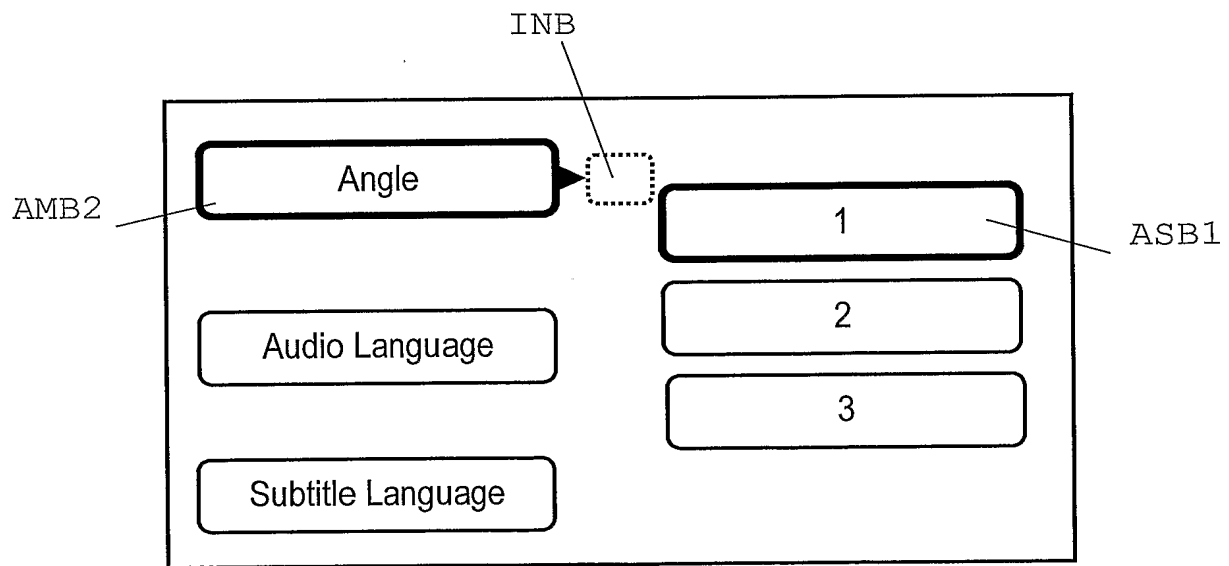 INB
Angle
AMB2
1
ASB1
2
Audio Language
3
Subtitle Language